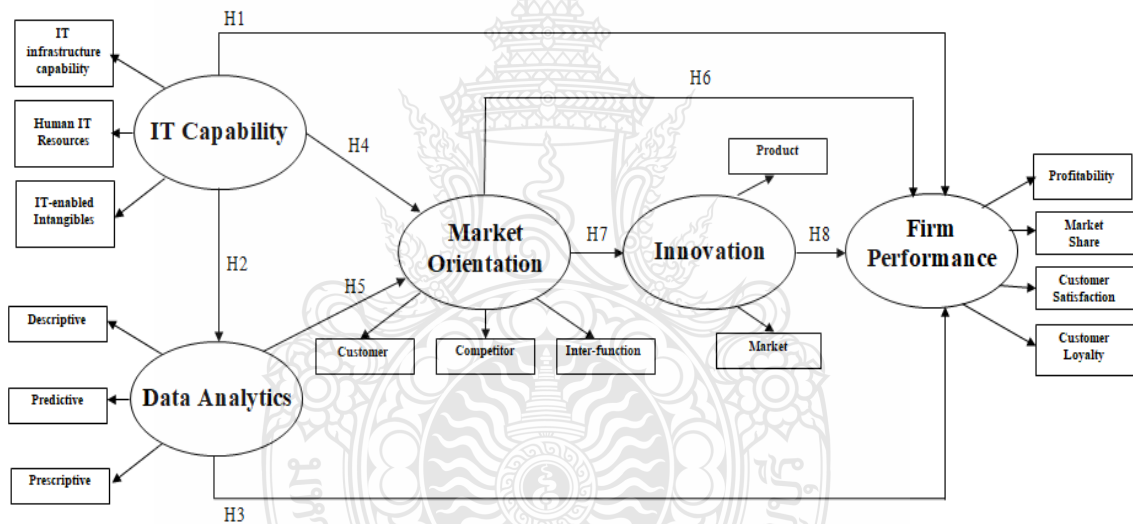 H1
IT
infrastructure
capability
H6
Human IT
Resources
IT Capability
H4
Product
Profitability
IT-enabled
Intangibles
Market
Orientation
H7
Innovation
H8
Firm
Performance
Market
Share
H2
H5
Customer
Satisfaction
Descriptive
Customer
Competitor
Inter-function
Market
Customer
Loyalty
Predictive
Data Analytics
Prescriptive
H3